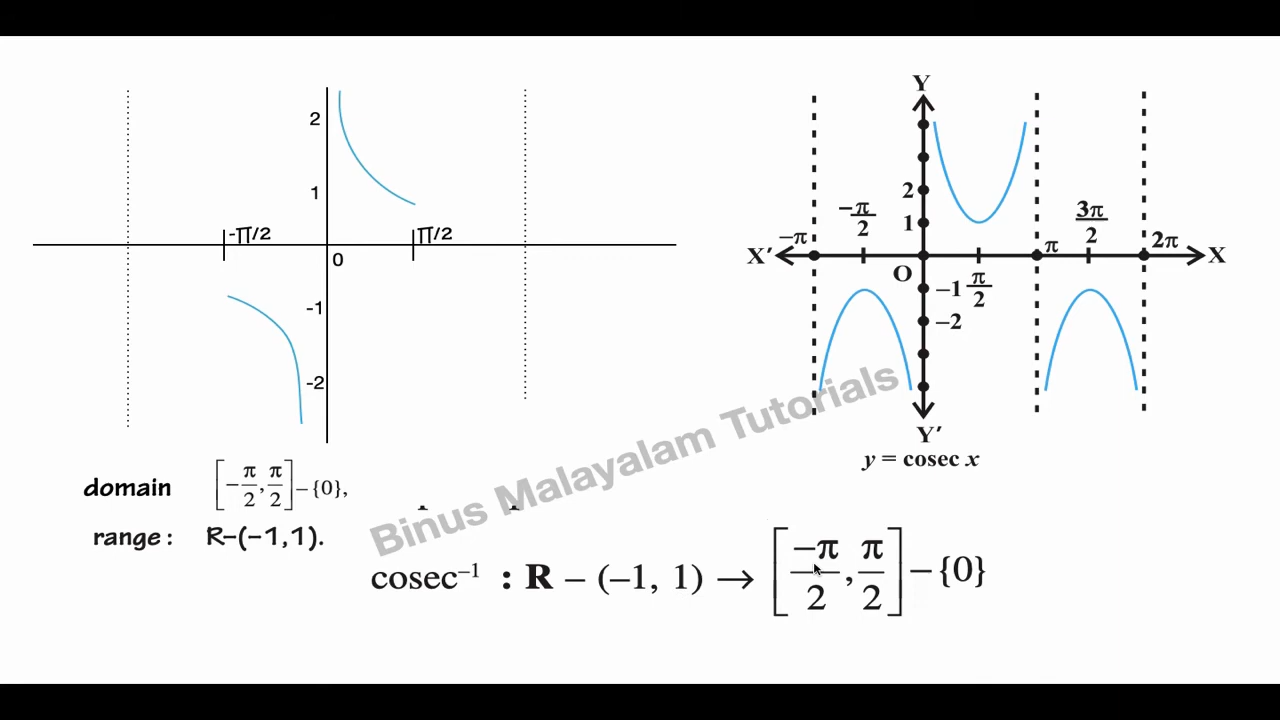 2
1
-π/2
π/2
0
-1
-2
Y
2
1
−π/2
3π/2
−π
π
2π
X′
X
O
−1
π/2
−2
Y′
y = cosec x
domain [−π/2, π/2] − {0},
range : R−(−1,1).
Binus Malayalam Tutorials
cosec⁻¹ : R − (−1, 1) → [−π/2, π/2] − {0}